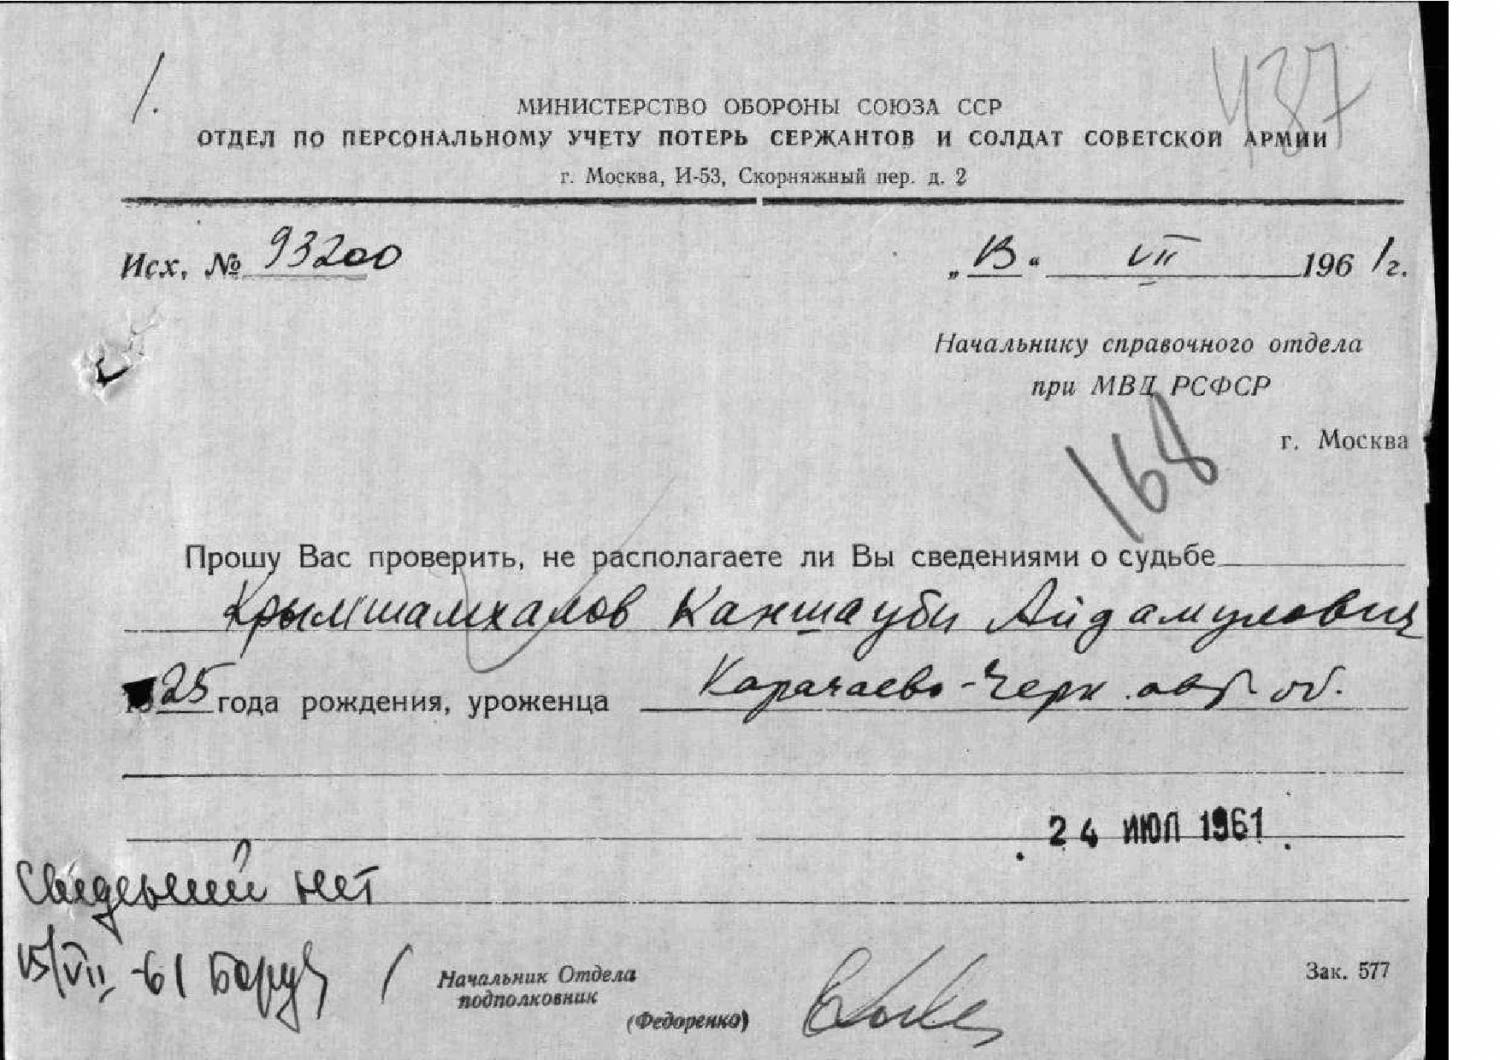 1.
437
МИНИСТЕРСТВО ОБОРОНЫ СОЮЗА ССР
ОТДЕЛ ПО ПЕРСОНАЛЬНОМУ УЧЕТУ ПОТЕРЬ СЕРЖАНТОВ И СОЛДАТ СОВЕТСКОЙ АРМИИ
г. Москва, И-53, Скорняжный пер. д. 2
Исх. № 93200 „13“ VII 1961 г.
Начальнику справочного отдела
при МВД РСФСР
г. Москва
168
Прошу Вас проверить, не располагаете ли Вы сведениями о судьбе
Крымшамхалов Каншауби Айдамулович
25 года рождения, уроженца Карачаево-Черк. авт. об.
24 ИЮЛ 1961
Сведений нет
15/VII-61
Начальник Отдела
подполковник
(Федоренко)
Зак. 577